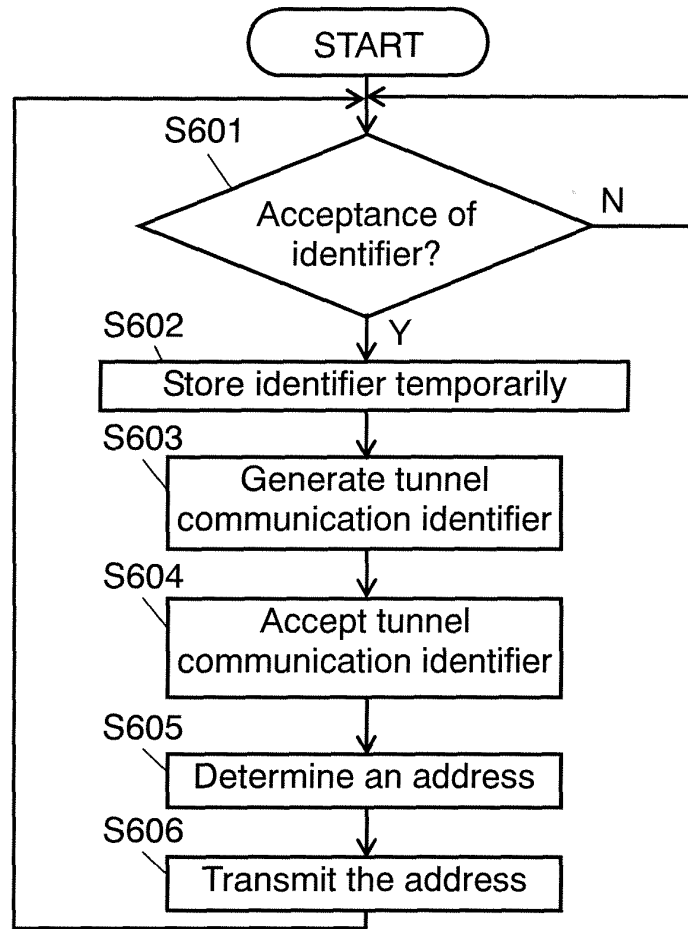 START
S601
Acceptance of
identifier?
N
Y
S602
Store identifier temporarily
S603
Generate tunnel
communication identifier
S604
Accept tunnel
communication identifier
S605
Determine an address
S606
Transmit the address